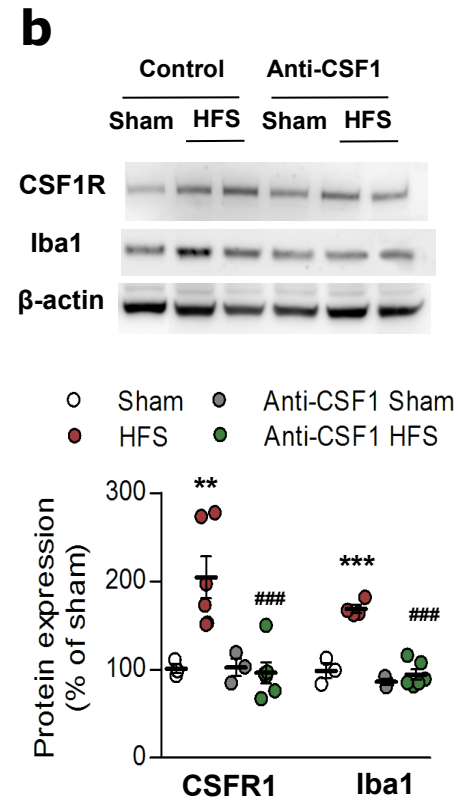 b
Control Anti-CSF1
Sham HFS Sham HFS
CSF1R
Iba1
β-actin
Sham Anti-CSF1 Sham
HFS Anti-CSF1 HFS
Protein expression
(% of sham)
300
200
100
0
**
###
***
###
CSFR1 Iba1